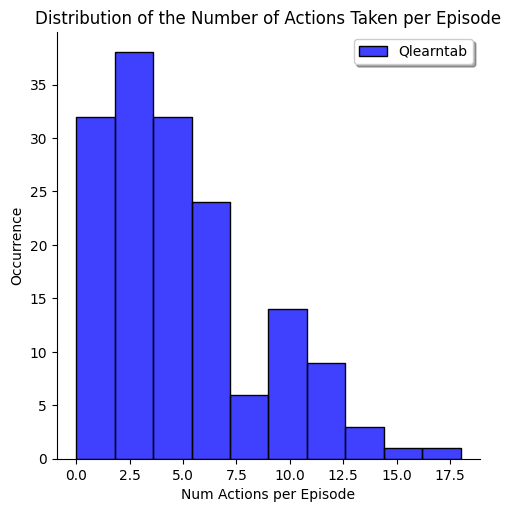 Distribution of the Number of Actions Taken per Episode
Qlearntab
35
30
25
20
15
10
5
0
Occurrence
0.0 2.5 5.0 7.5 10.0 12.5 15.0 17.5
Num Actions per Episode